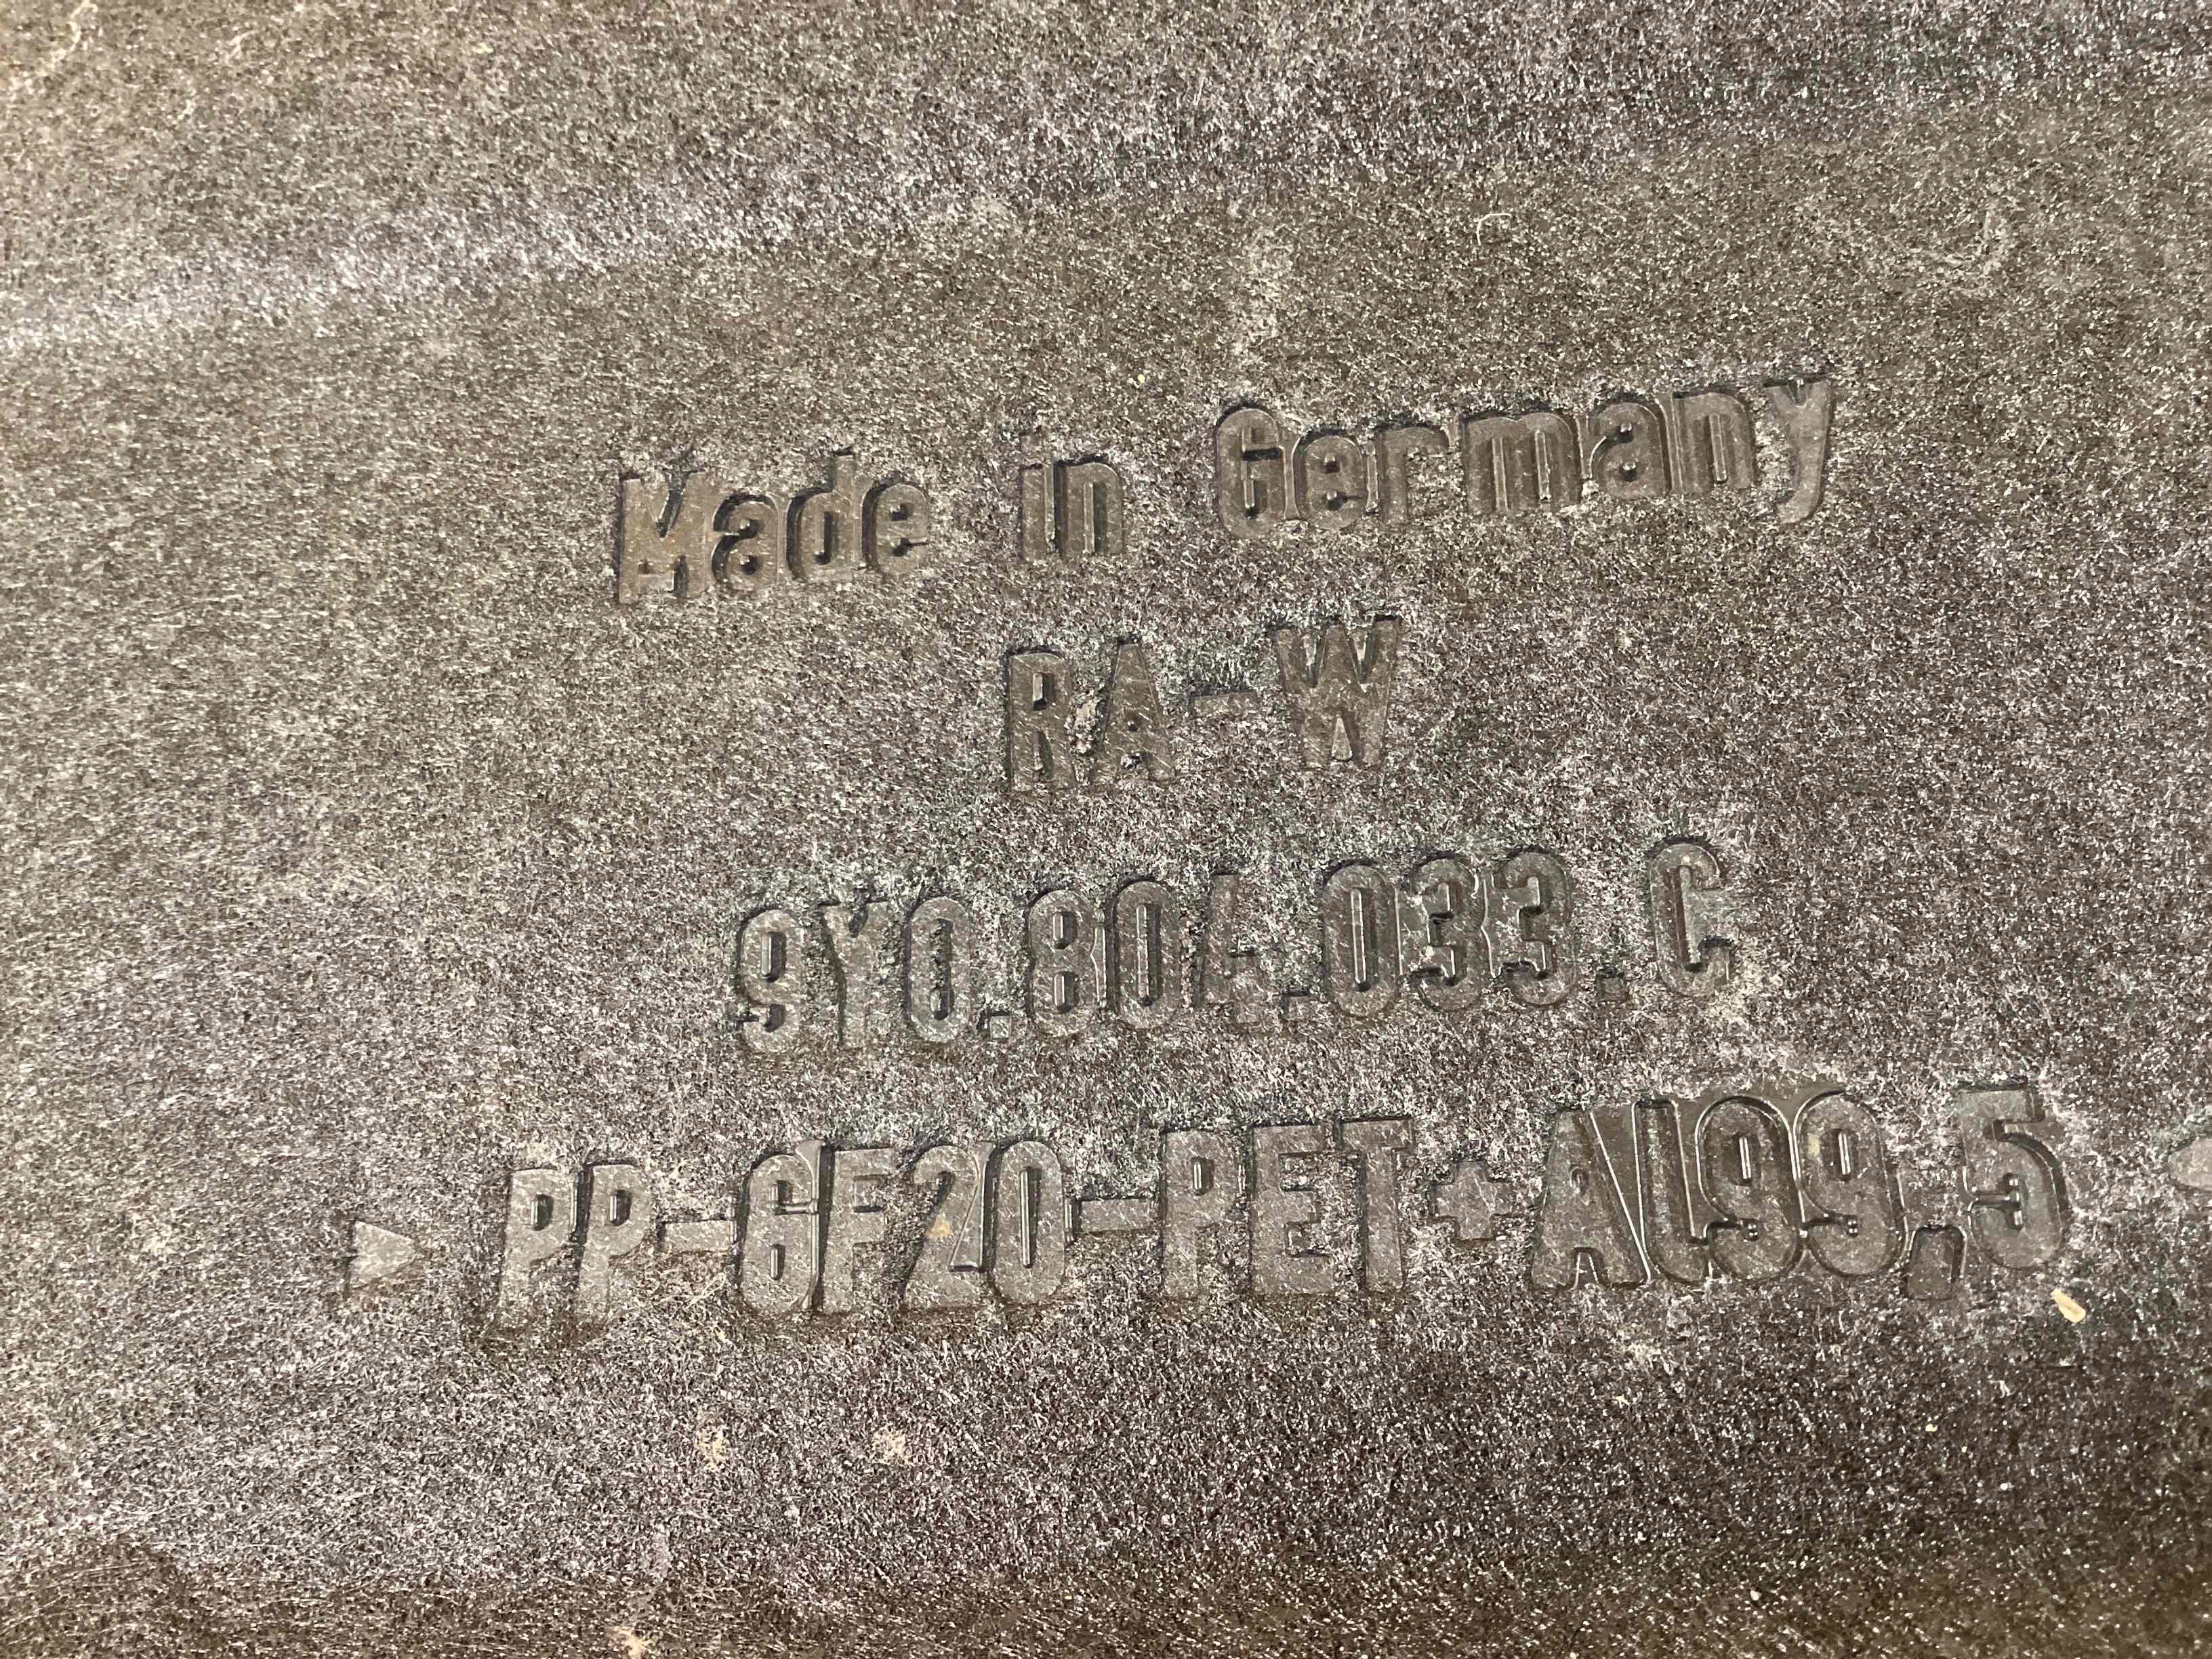 Made in Germany
RA-W
9Y0.804.033.C
PP-GF20-PET+Al99,5